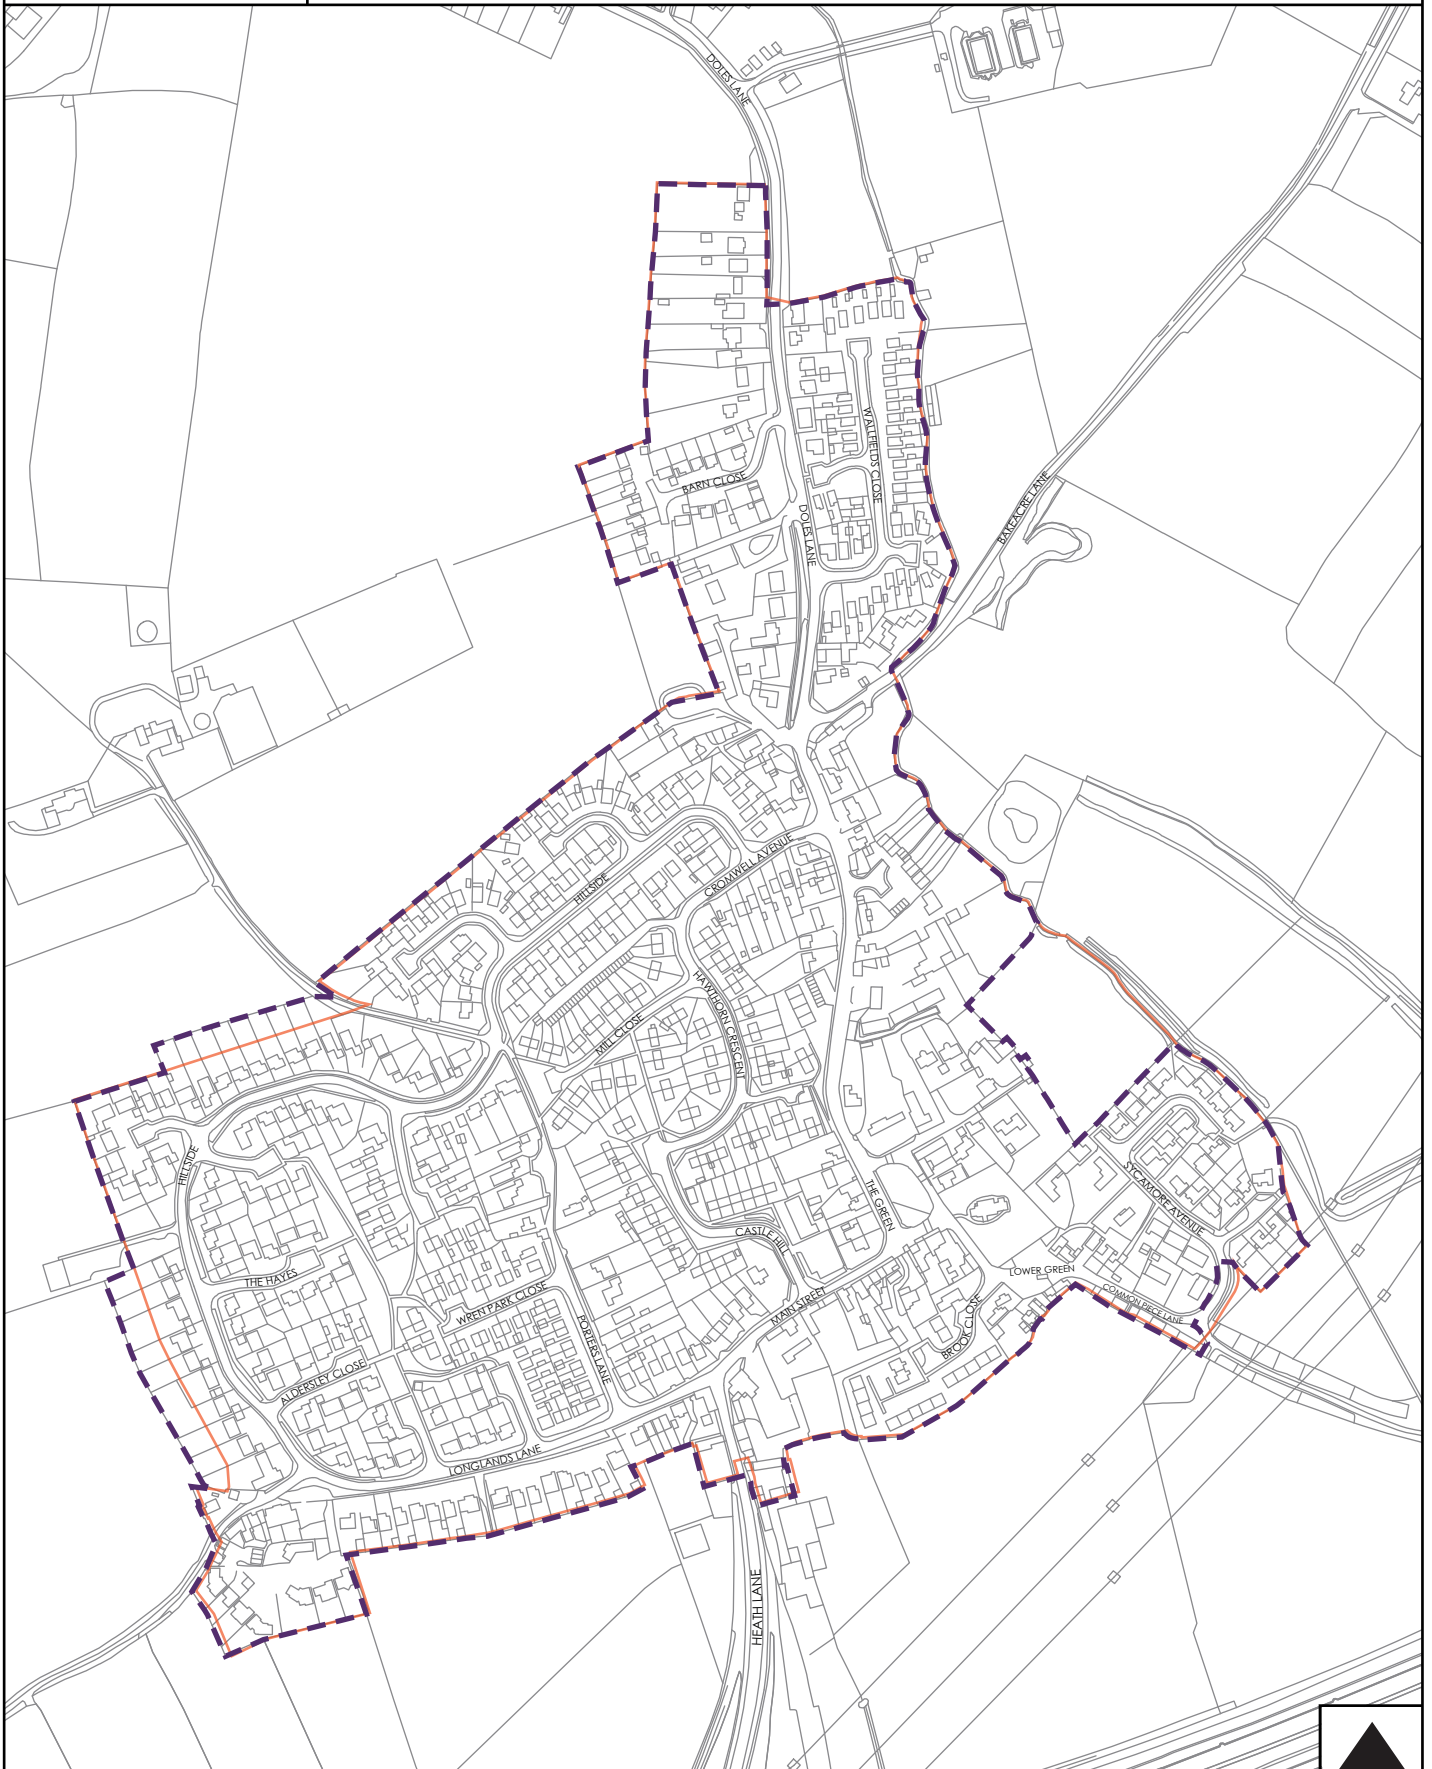 DOLES LANE
WALLFIELDS CLOSE
BARN CLOSE
BAKEACRE LANE
DOLES LANE
CROMWELL AVENUE
HILLSIDE
HAWTHORN CRESCENT
MILL CLOSE
HILLSIDE
SYCAMORE AVENUE
THE GREEN
CASTLE HILL
LOWER GREEN
THE HAYES
COMMON PIECE LANE
WREN PARK CLOSE
MAIN STREET
BROOK CLOSE
PORTERS LANE
ALDERSLEY CLOSE
LONGLANDS LANE
HEATH LANE